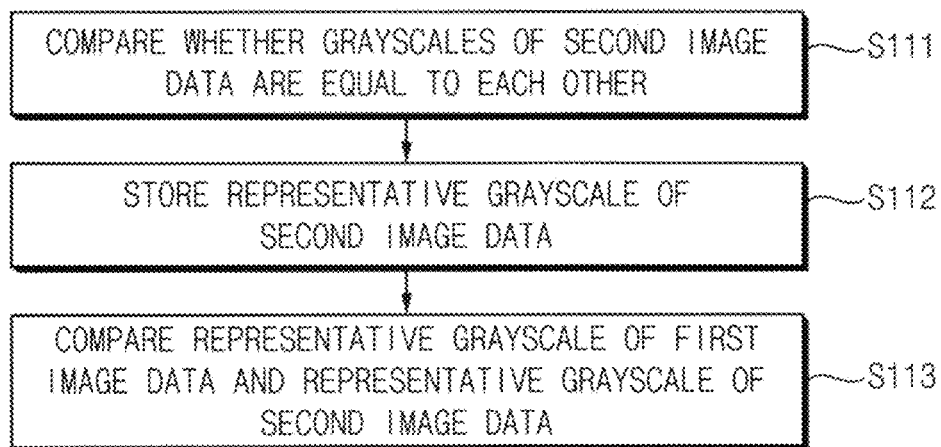 COMPARE WHETHER GRAYSCALES OF SECOND IMAGE
DATA ARE EQUAL TO EACH OTHER
S111
STORE REPRESENTATIVE GRAYSCALE OF
SECOND IMAGE DATA
S112
COMPARE REPRESENTATIVE GRAYSCALE OF FIRST
IMAGE DATA AND REPRESENTATIVE GRAYSCALE OF
SECOND IMAGE DATA
S113